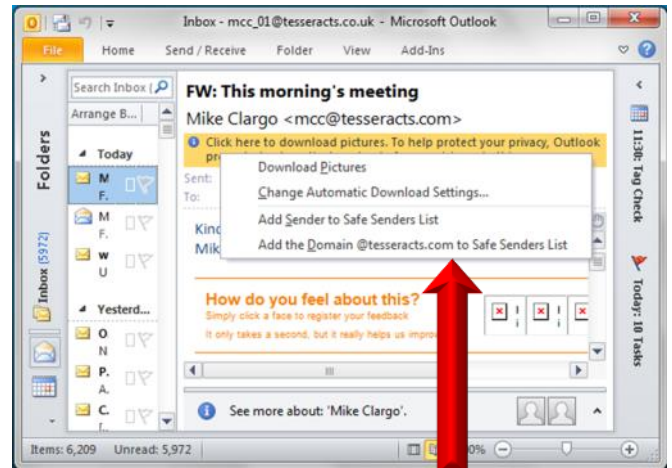 Inbox - mcc_01@tesseracts.co.uk - Microsoft Outlook
File Home Send / Receive Folder View Add-Ins
Search Inbox (
Arrange B...
Today
M
F.
M
F.
w
U
Yesterd...
O
N
P.
A.
C.
Folders
Inbox (5972)
FW: This morning's meeting
Mike Clargo <mcc@tesseracts.com>
Click here to download pictures. To help protect your privacy, Outlook
Sent:
To:
Download Pictures
Change Automatic Download Settings...
Add Sender to Safe Senders List
Add the Domain @tesseracts.com to Safe Senders List
Kind
Mik
How do you feel about this?
Simply click a face to register your feedback
It only takes a second, but it really helps us improv
See more about: 'Mike Clargo'.
11:30: Tag Check
Today: 10 Tasks
Items: 6,209 Unread: 5,972
0%